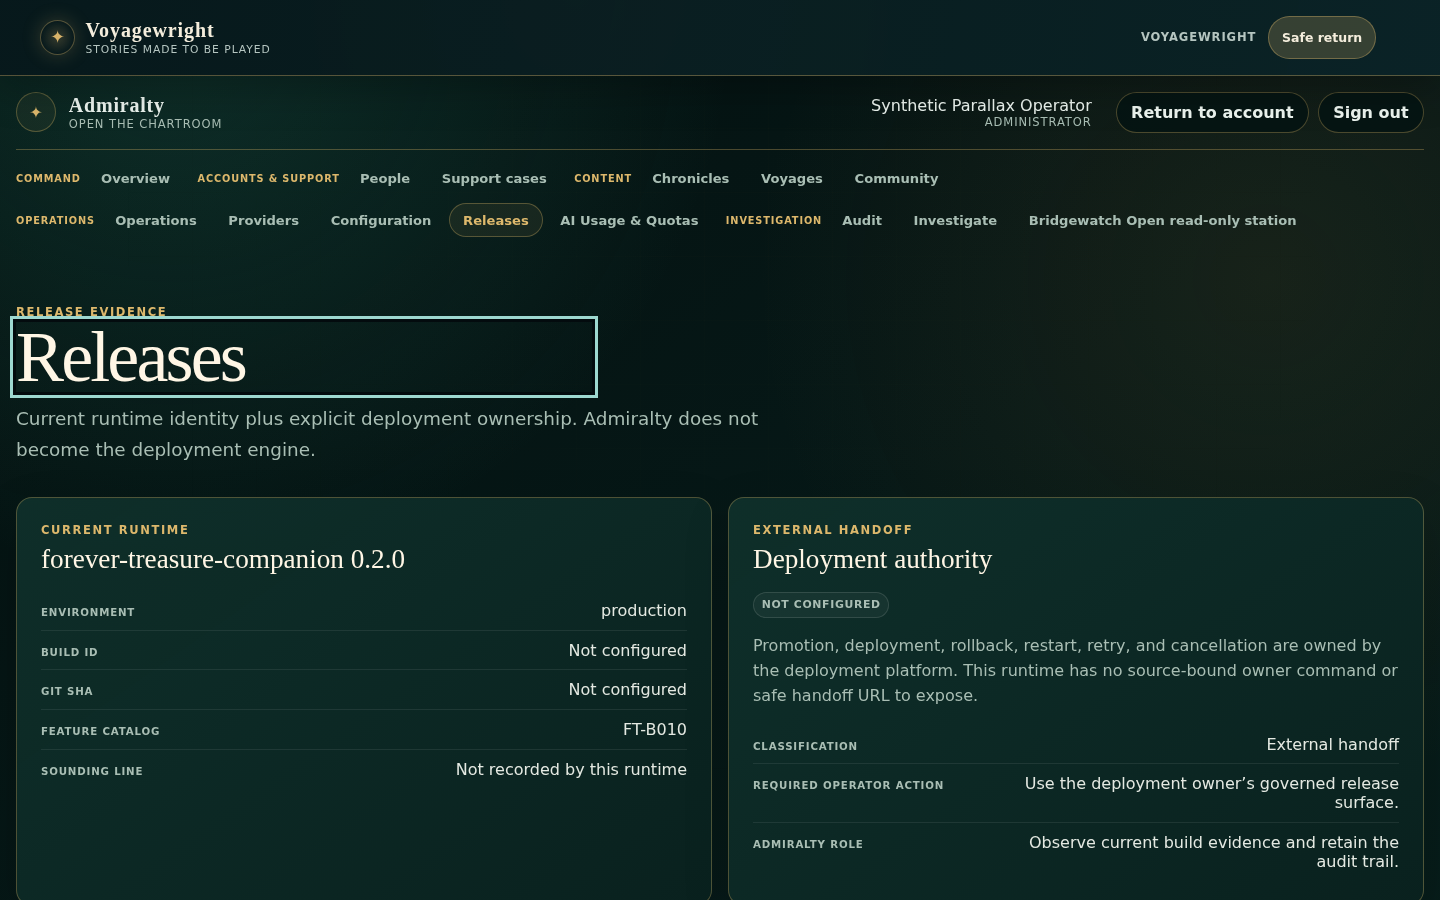 ✦ Voyagewright
STORIES MADE TO BE PLAYED
VOYAGEWRIGHT Safe return
✦ Admiralty
OPEN THE CHARTROOM
Synthetic Parallax Operator
ADMINISTRATOR
Return to account Sign out
COMMAND Overview ACCOUNTS & SUPPORT People Support cases CONTENT Chronicles Voyages Community
OPERATIONS Operations Providers Configuration Releases AI Usage & Quotas INVESTIGATION Audit Investigate Bridgewatch Open read-only station
RELEASE EVIDENCE
Releases
Current runtime identity plus explicit deployment ownership. Admiralty does not
become the deployment engine.
CURRENT RUNTIME
forever-treasure-companion 0.2.0
ENVIRONMENT production
BUILD ID Not configured
GIT SHA Not configured
FEATURE CATALOG FT-B010
SOUNDING LINE Not recorded by this runtime
EXTERNAL HANDOFF
Deployment authority
NOT CONFIGURED
Promotion, deployment, rollback, restart, retry, and cancellation are owned by
the deployment platform. This runtime has no source-bound owner command or
safe handoff URL to expose.
CLASSIFICATION External handoff
REQUIRED OPERATOR ACTION Use the deployment owner’s governed release
surface.
ADMIRALTY ROLE Observe current build evidence and retain the
audit trail.